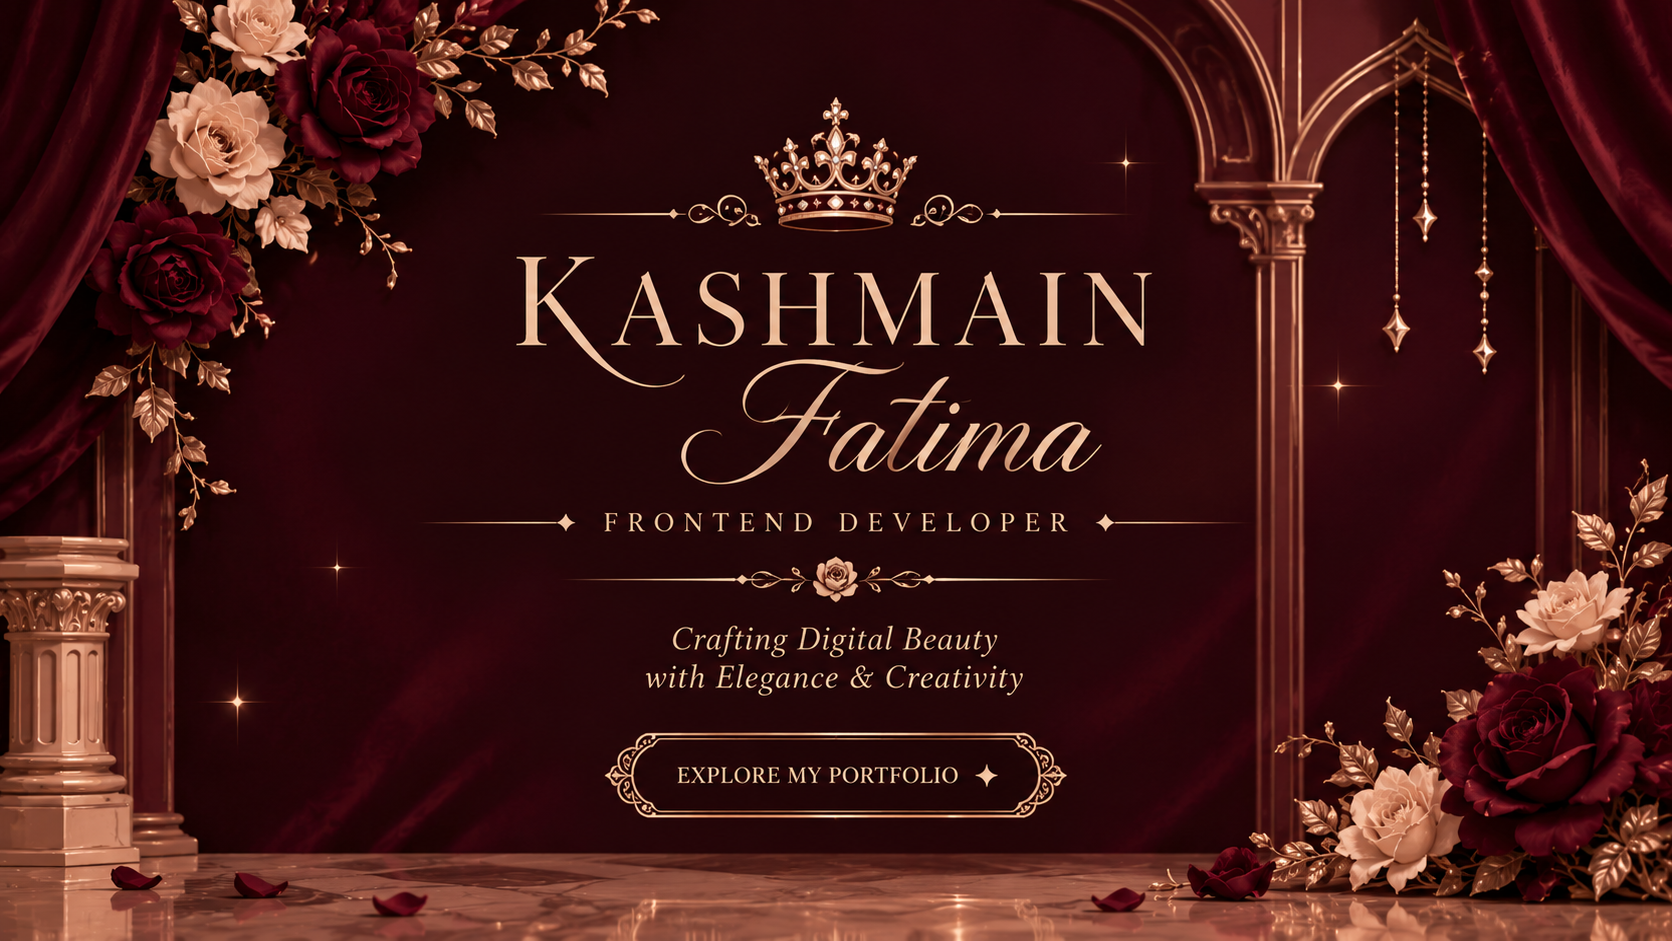 KASHMAIN
Fatima
FRONTEND DEVELOPER
Crafting Digital Beauty
with Elegance & Creativity
EXPLORE MY PORTFOLIO